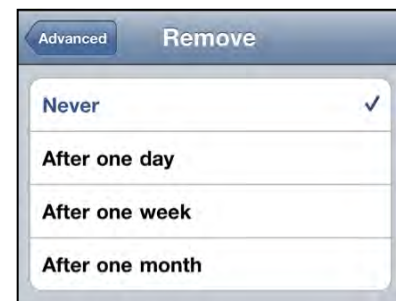 Advanced Remove
Never
After one day
After one week
After one month